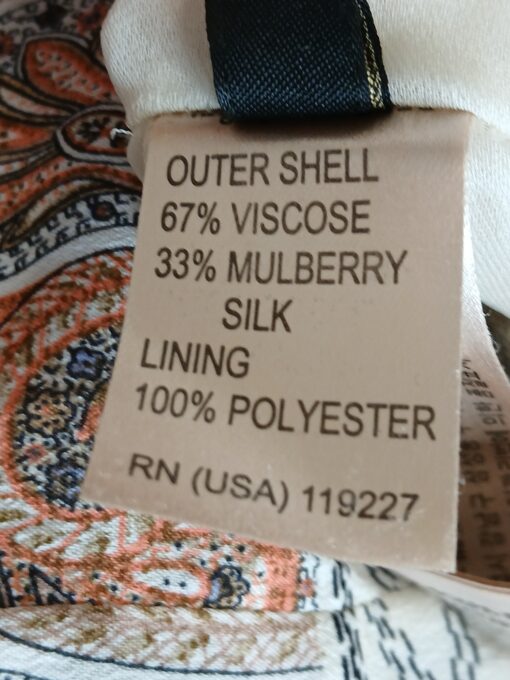 OUTER SHELL
67% VISCOSE
33% MULBERRY
SILK
LINING
100% POLYESTER
RN (USA) 119227